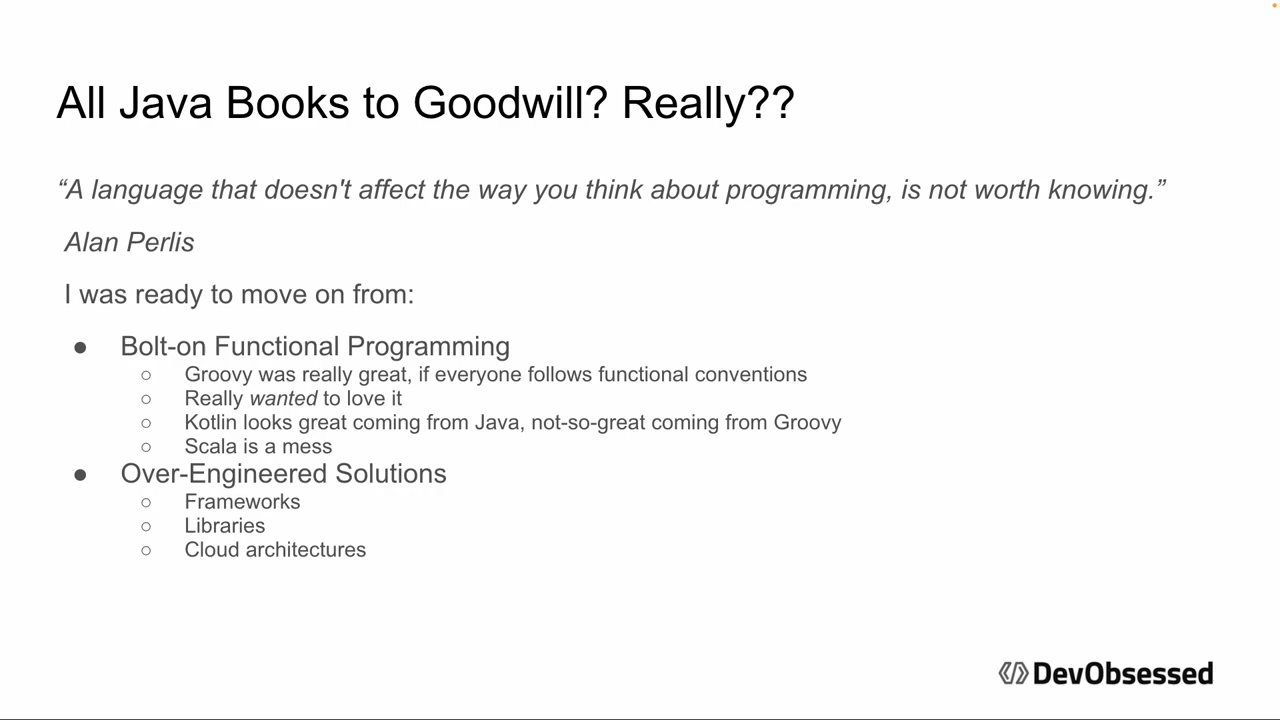 All Java Books to Goodwill? Really??
“A language that doesn't affect the way you think about programming, is not worth knowing.”
Alan Perlis
I was ready to move on from:
● Bolt-on Functional Programming
○ Groovy was really great, if everyone follows functional conventions
○ Really wanted to love it
○ Kotlin looks great coming from Java, not-so-great coming from Groovy
○ Scala is a mess
● Over-Engineered Solutions
○ Frameworks
○ Libraries
○ Cloud architectures
DevObsessed